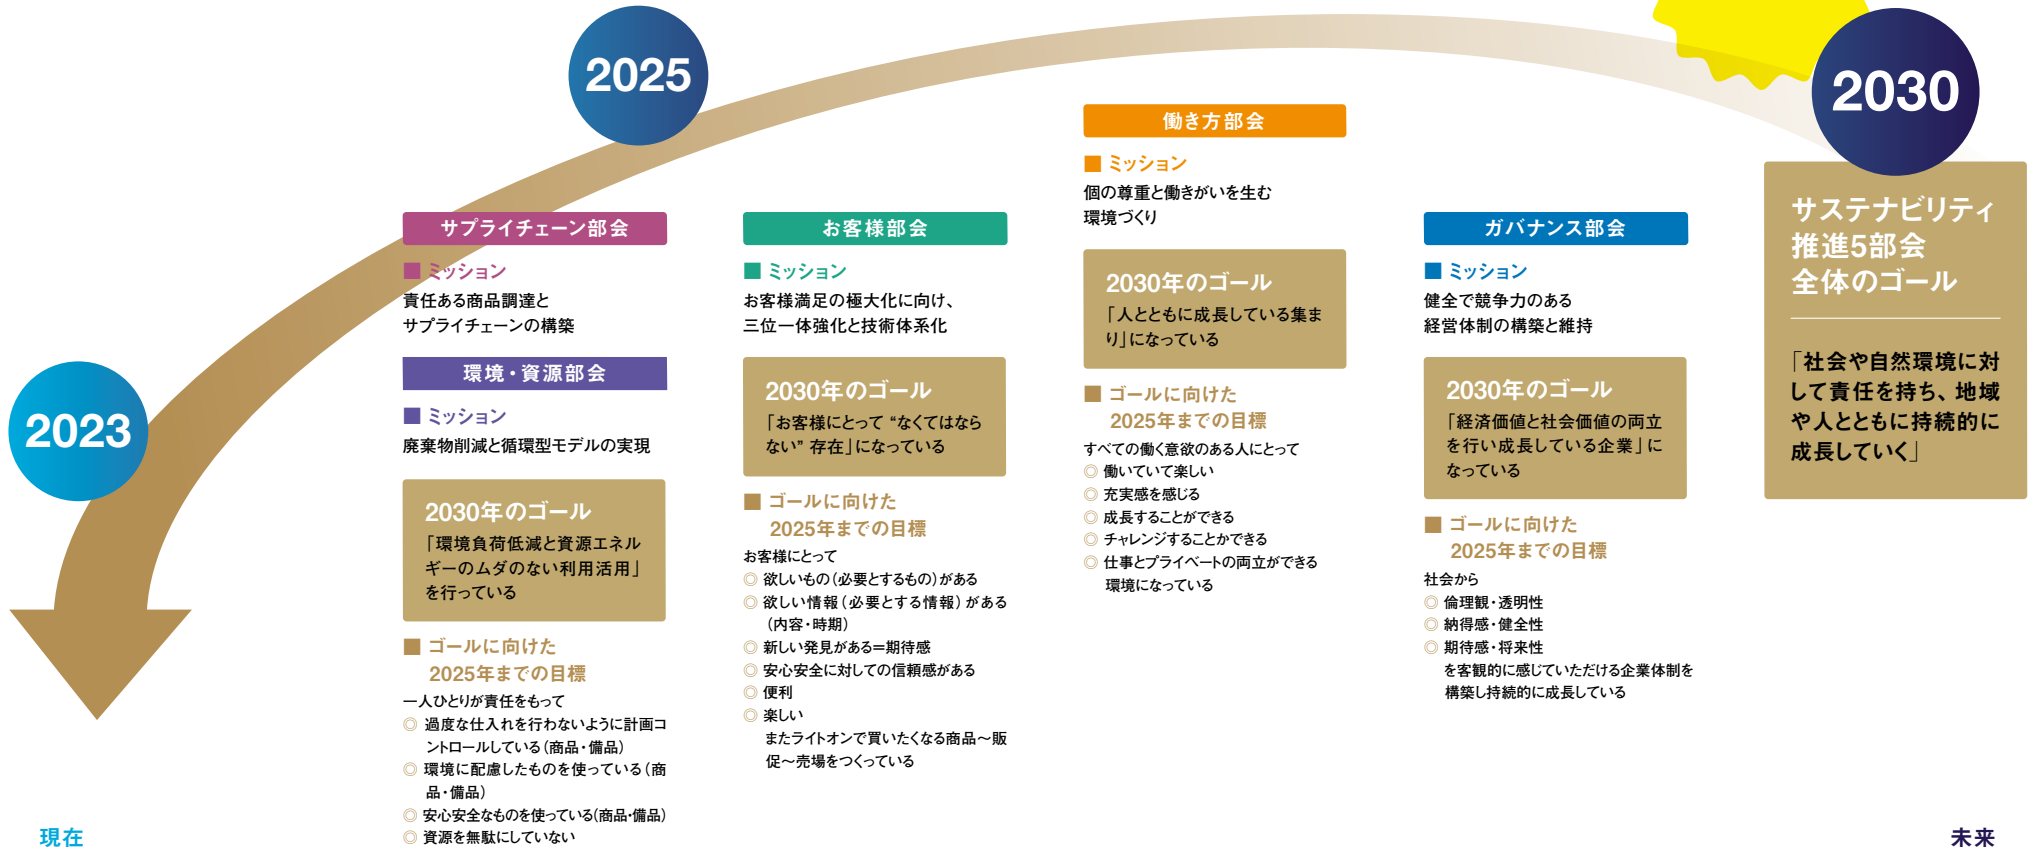 2023
2025
2030
サプライチェーン部会
■ ミッション
責任ある商品調達と
サプライチェーンの構築
環境・資源部会
■ ミッション
廃棄物削減と循環型モデルの実現
2030年のゴール
「環境負荷低減と資源エネル
ギーのムダのない利用活用」
を行っている
■ ゴールに向けた
2025年までの目標
一人ひとりが責任をもって
◎ 過度な仕入れを行わないように計画コ
ントロールしている(商品・備品)
◎ 環境に配慮したものを使っている(商
品・備品)
◎ 安心安全なものを使っている(商品・備品)
◎ 資源を無駄にしていない
お客様部会
■ ミッション
お客様満足の極大化に向け、
三位一体強化と技術体系化
2030年のゴール
「お客様にとって “なくてはなら
ない” 存在」になっている
■ ゴールに向けた
2025年までの目標
お客様にとって
◎ 欲しいもの(必要とするもの)がある
◎ 欲しい情報(必要とする情報)がある
(内容・時期)
◎ 新しい発見がある=期待感
◎ 安心安全に対しての信頼感がある
◎ 便利
◎ 楽しい
またライトオンで買いたくなる商品〜販
促〜売場をつくっている
働き方部会
■ ミッション
個の尊重と働きがいを生む
環境づくり
2030年のゴール
「人とともに成長している集ま
り」になっている
■ ゴールに向けた
2025年までの目標
すべての働く意欲のある人にとって
◎ 働いていて楽しい
◎ 充実感を感じる
◎ 成長することができる
◎ チャレンジすることかできる
◎ 仕事とプライベートの両立ができる
環境になっている
ガバナンス部会
■ ミッション
健全で競争力のある
経営体制の構築と維持
2030年のゴール
「経済価値と社会価値の両立
を行い成長している企業」に
なっている
■ ゴールに向けた
2025年までの目標
社会から
◎ 倫理観・透明性
◎ 納得感・健全性
◎ 期待感・将来性
を客観的に感じていただける企業体制を
構築し持続的に成長している
サステナビリティ
推進5部会
全体のゴール
「社会や自然環境に対
して責任を持ち、地域
や人とともに持続的に
成長していく」
現在
未来